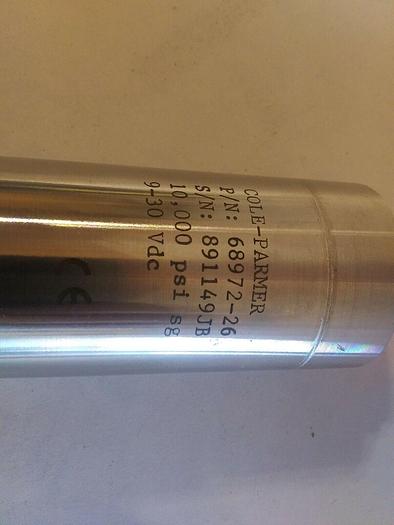 COLE-PARMER
P/N: 68972-26
S/N: 891149JB
10,000 psi sg
9-30 Vdc
CE